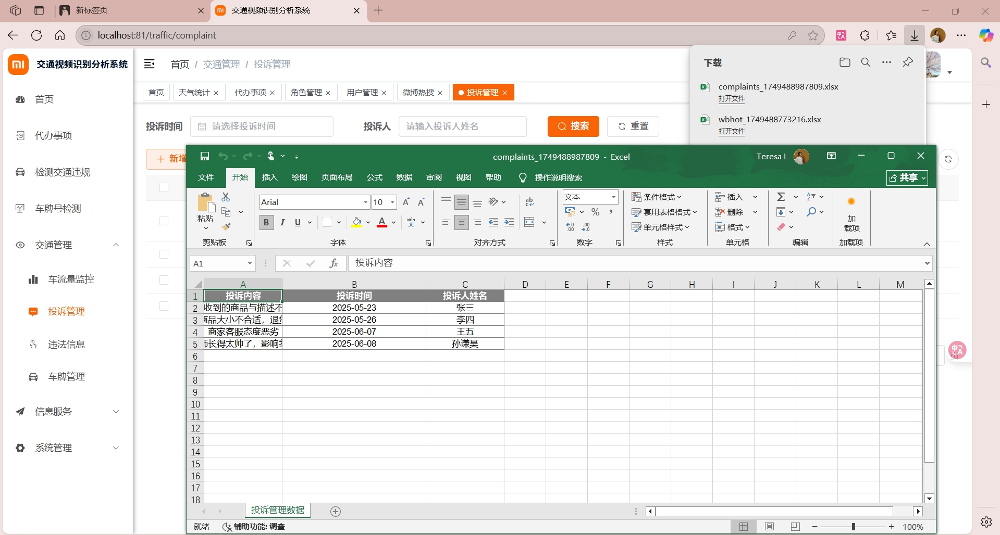 新标签页
交通视频识别分析系统
localhost:81/traffic/complaint
交通视频识别分析系统
首页
代办事项
检测交通违规
车牌号检测
交通管理
车流量监控
投诉管理
违法信息
车牌管理
信息服务
系统管理
首页 / 交通管理 / 投诉管理
首页
天气统计
代办事项
角色管理
用户管理
微博热搜
投诉管理
投诉时间
请选择投诉时间
投诉人
请输入投诉人姓名
搜索
重置
新增
下载
complaints_1749488987809.xlsx
打开文件
wbhot_1749488773216.xlsx
打开文件
complaints_1749488987809 - Excel
Teresa L
文件 开始 插入 绘图 页面布局 公式 数据 审阅 视图 帮助 操作说明搜索
共享
粘贴
剪贴板
Arial 10
B I U A wén 文
字体
ab
对齐方式
文本
% ,
.00
数字
条件格式
套用表格格式
单元格样式
样式
插入
删除
格式
单元格
编辑
加
载项
加载项
A1 fx 投诉内容
A B C D E F G H I J K L M
1 投诉内容 投诉时间 投诉人姓名
2 收到的商品与描述不 2025-05-23 张三
3 商品大小不合适，退货 2025-05-26 李四
4 商家客服态度恶劣 2025-06-07 王五
5 师长得太帅了，影响我 2025-06-08 孙谦昊
6
7
8
9
10
11
12
13
14
15
16
17
18
投诉管理数据
就绪 辅助功能: 调查
100%